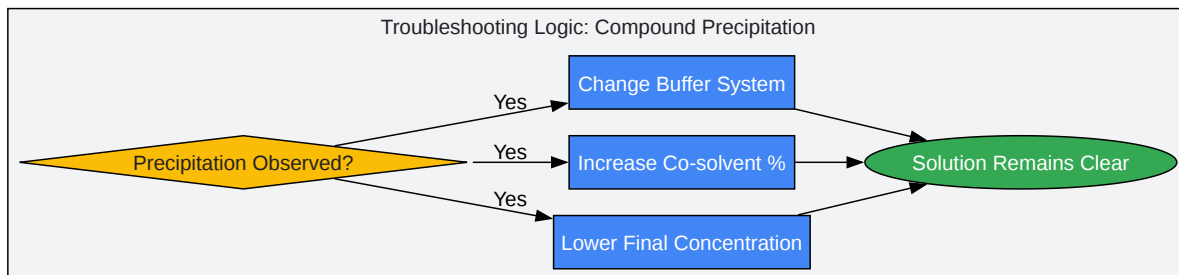 Troubleshooting Logic: Compound Precipitation
Yes
Change Buffer System
Precipitation Observed?
Yes
Increase Co-solvent %
Solution Remains Clear
Yes
Lower Final Concentration